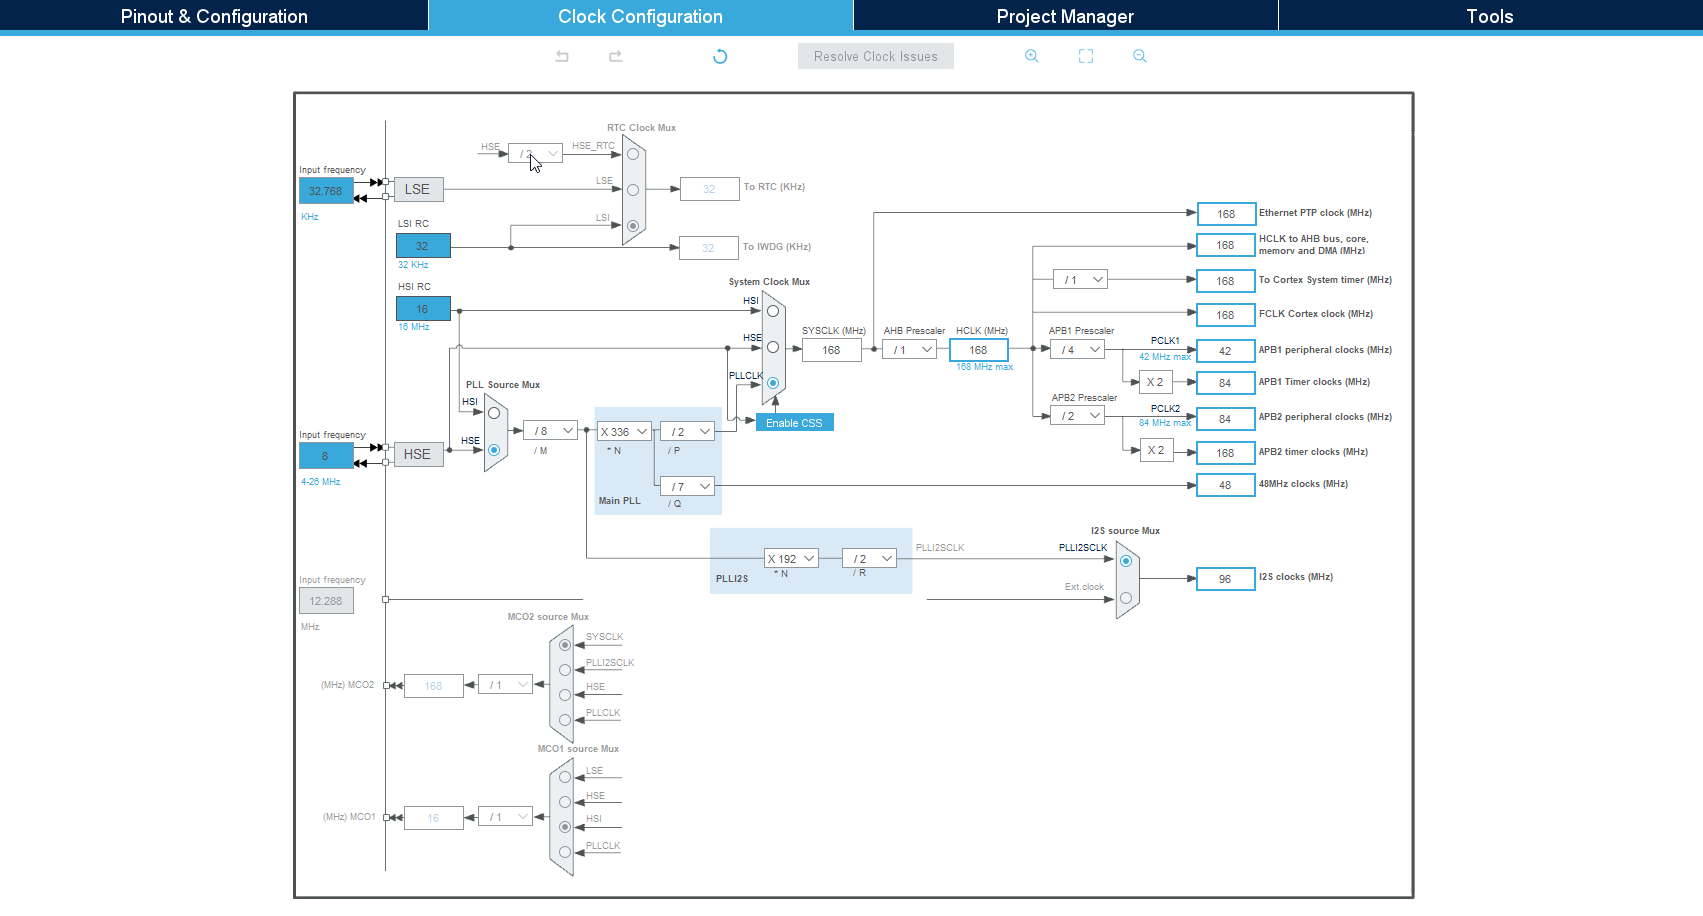 Pinout & Configuration
Clock Configuration
Project Manager
Tools
Resolve Clock Issues
RTC Clock Mux
HSE
/ 2
HSE_RTC
Input frequency
32.768
KHz
LSE
LSE
32
To RTC (KHz)
LSI RC
32
32 KHz
LSI
32
To IWDG (KHz)
HSI RC
16
16 MHz
System Clock Mux
HSI
HSE
PLLCLK
SYSCLK (MHz)
168
AHB Prescaler
/ 1
HCLK (MHz)
168
168 MHz max
Enable CSS
168
Ethernet PTP clock (MHz)
168
HCLK to AHB bus, core,
memory and DMA (MHz)
/ 1
168
To Cortex System timer (MHz)
168
FCLK Cortex clock (MHz)
APB1 Prescaler
/ 4
PCLK1
42 MHz max
42
APB1 peripheral clocks (MHz)
X 2
84
APB1 Timer clocks (MHz)
APB2 Prescaler
/ 2
PCLK2
84 MHz max
84
APB2 peripheral clocks (MHz)
X 2
168
APB2 timer clocks (MHz)
48
48MHz clocks (MHz)
PLL Source Mux
HSI
HSE
Input frequency
8
4-26 MHz
HSE
/ 8
/ M
X 336
* N
/ 2
/ P
/ 7
/ Q
Main PLL
X 192
* N
/ 2
/ R
PLLI2S
PLLI2SCLK
I2S source Mux
PLLI2SCLK
Ext.clock
96
I2S clocks (MHz)
Input frequency
12.288
MHz
MCO2 source Mux
SYSCLK
PLLI2SCLK
HSE
PLLCLK
(MHz) MCO2
168
/ 1
MCO1 source Mux
LSE
HSE
HSI
PLLCLK
(MHz) MCO1
16
/ 1